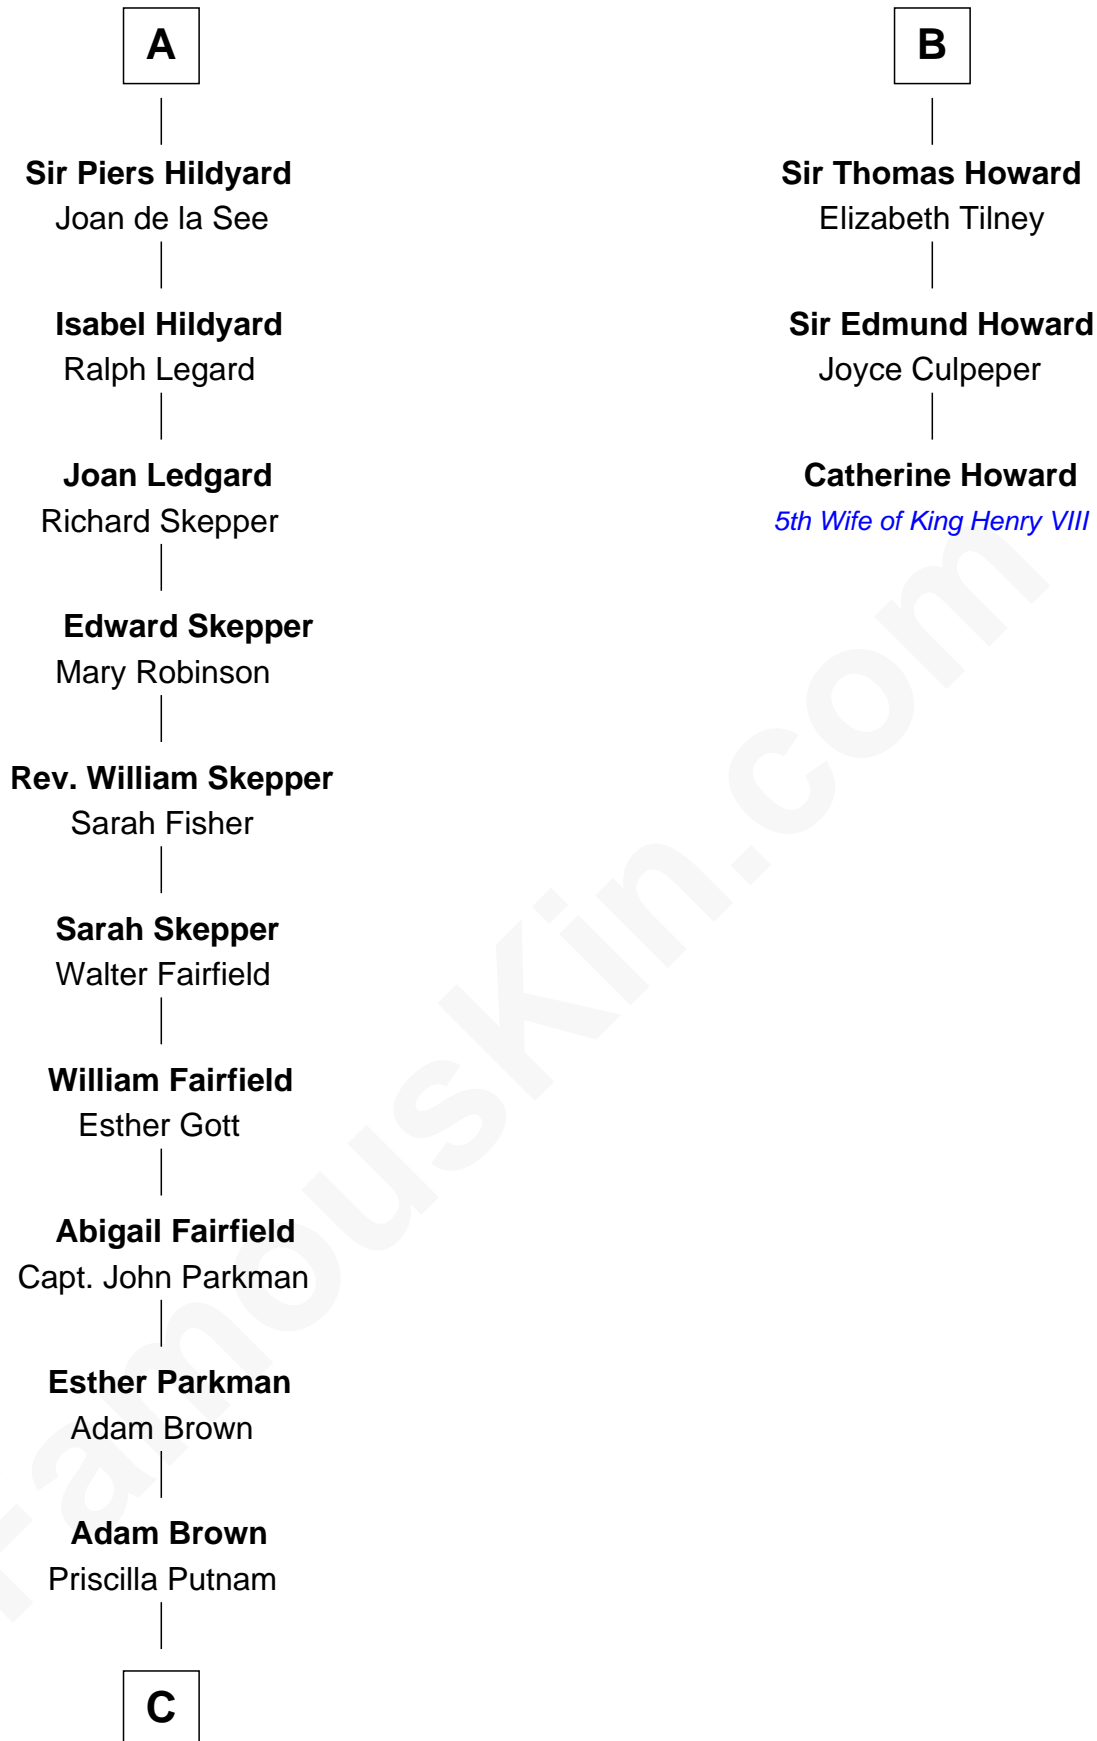 A
Sir Piers Hildyard
Joan de la See
Isabel Hildyard
Ralph Legard
Joan Ledgard
Richard Skepper
Edward Skepper
Mary Robinson
Rev. William Skepper
Sarah Fisher
Sarah Skepper
Walter Fairfield
William Fairfield
Esther Gott
Abigail Fairfield
Capt. John Parkman
Esther Parkman
Adam Brown
Adam Brown
Priscilla Putnam
C
B
Sir Thomas Howard
Elizabeth Tilney
Sir Edmund Howard
Joyce Culpeper
Catherine Howard
5th Wife of King Henry VIII
FamousKin.com